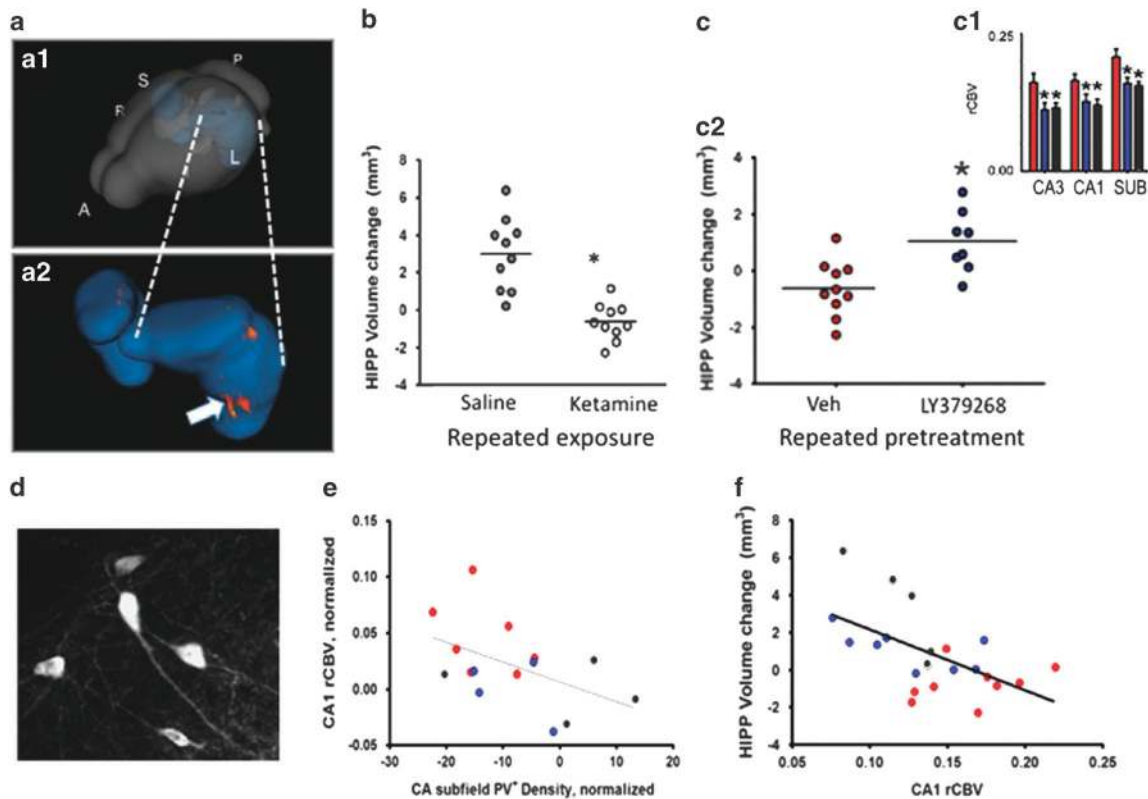 a
a1
P
S
R
L
A
a2
b
HIPP Volume change (mm³)
8
6
4
2
0
-2
-4
*
Saline
Ketamine
Repeated exposure
c
c1
rCBV
0.25
0.00
**
**
**
CA3
CA1
SUB
c2
HIPP Volume change (mm³)
4
2
0
-2
-4
*
Veh
LY379268
Repeated pretreatment
d
e
CA1 rCBV, normalized
0.15
0.10
0.05
0.00
-0.05
-30
-20
-10
0
10
20
CA subfield PV⁺ Density, normalized
f
HIPP Volume change (mm³)
8
6
4
2
0
-2
-4
0.05
0.10
0.15
0.20
0.25
CA1 rCBV